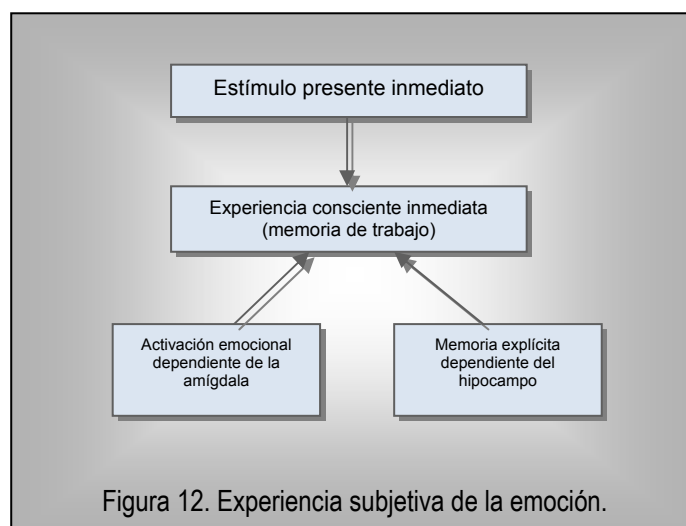 Estímulo presente inmediato
Experiencia consciente inmediata
(memoria de trabajo)
Activación emocional
dependiente de la
amígdala
Memoria explícita
dependiente del
hipocampo
Figura 12. Experiencia subjetiva de la emoción.